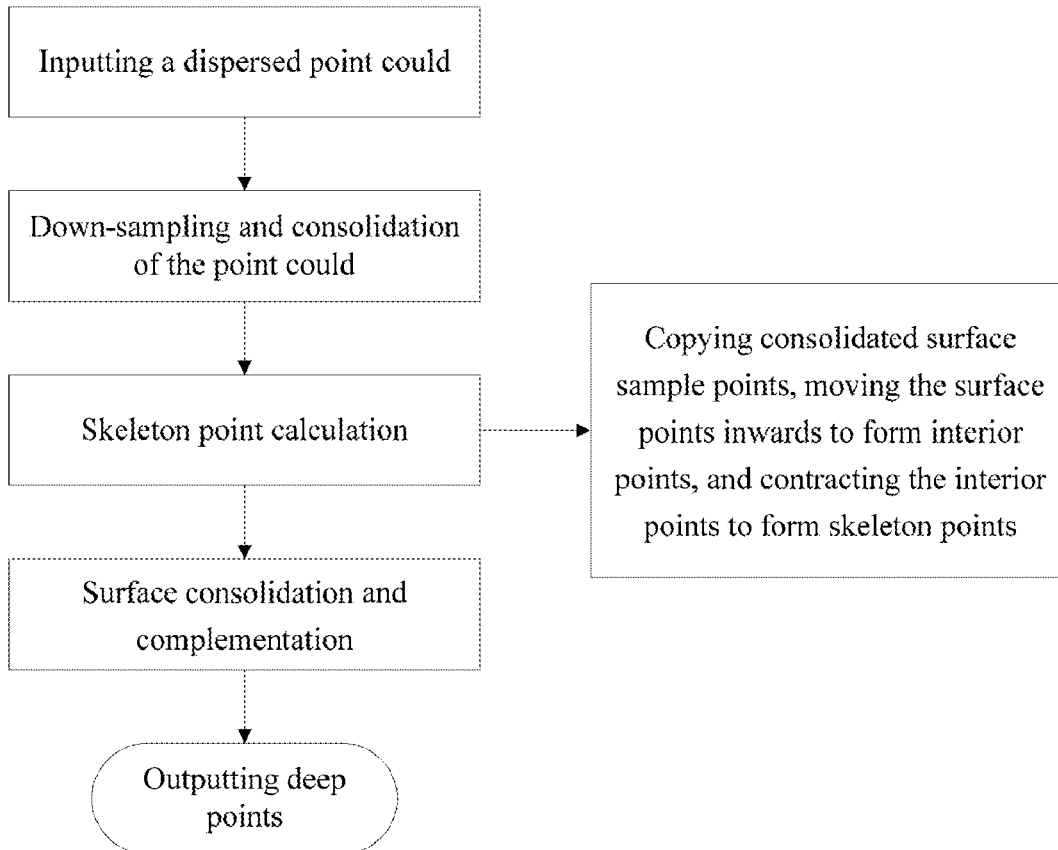 Inputting a dispersed point could
Down-sampling and consolidation
of the point could
Skeleton point calculation
Copying consolidated surface
sample points, moving the surface
points inwards to form interior
points, and contracting the interior
points to form skeleton points
Surface consolidation and
complementation
Outputting deep
points